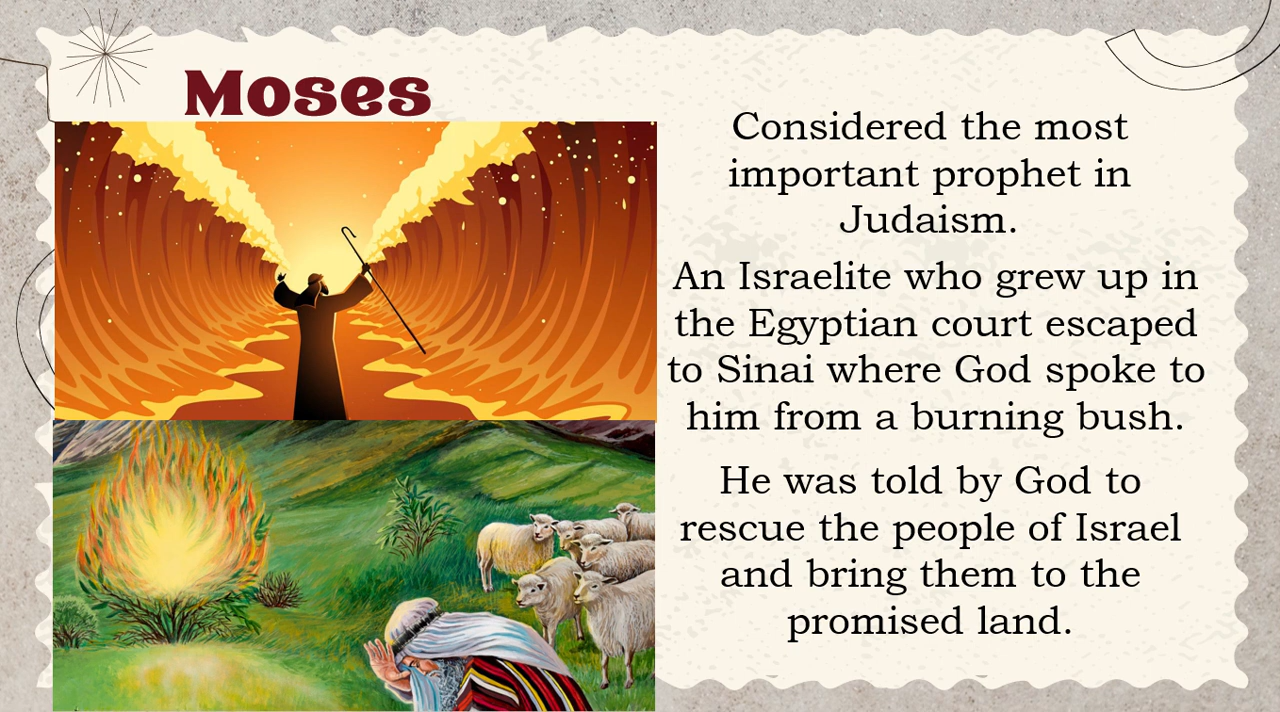 Moses
Considered the most
important prophet in
Judaism.
An Israelite who grew up in
the Egyptian court escaped
to Sinai where God spoke to
him from a burning bush.
He was told by God to
rescue the people of Israel
and bring them to the
promised land.